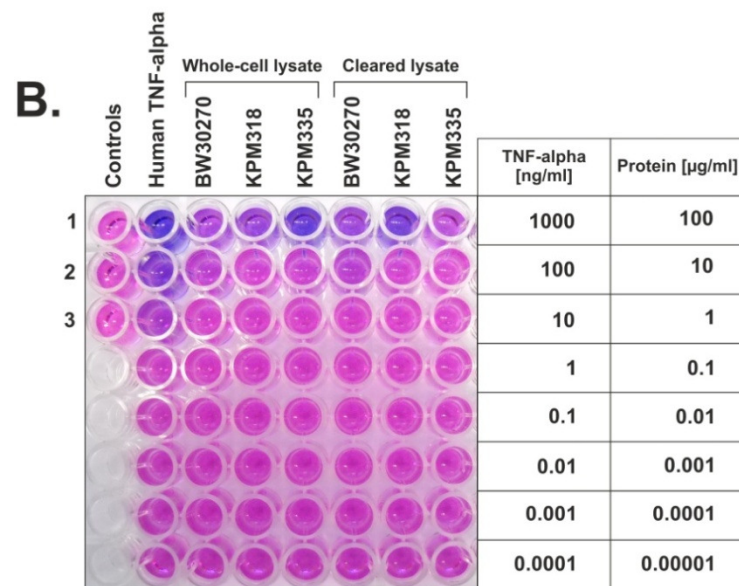 B.
Whole-cell lysate Cleared lysate
Controls
Human TNF-alpha
BW30270
KPM318
KPM335
BW30270
KPM318
KPM335
TNF-alpha [ng/ml] Protein [µg/ml]
1 1000 100
2 100 10
3 10 1
1 0.1
0.1 0.01
0.01 0.001
0.001 0.0001
0.0001 0.00001